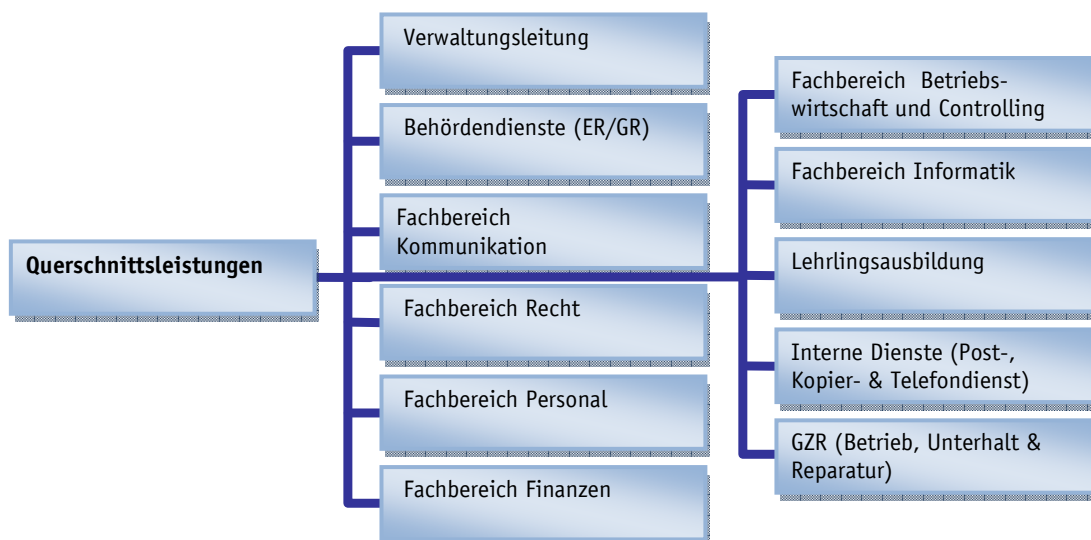 Querschnittsleistungen
Verwaltungsleitung
Behördendienste (ER/GR)
Fachbereich
Kommunikation
Fachbereich Recht
Fachbereich Personal
Fachbereich Finanzen
Fachbereich Betriebs-
wirtschaft und Controlling
Fachbereich Informatik
Lehrlingsausbildung
Interne Dienste (Post-,
Kopier- & Telefondienst)
GZR (Betrieb, Unterhalt &
Reparatur)